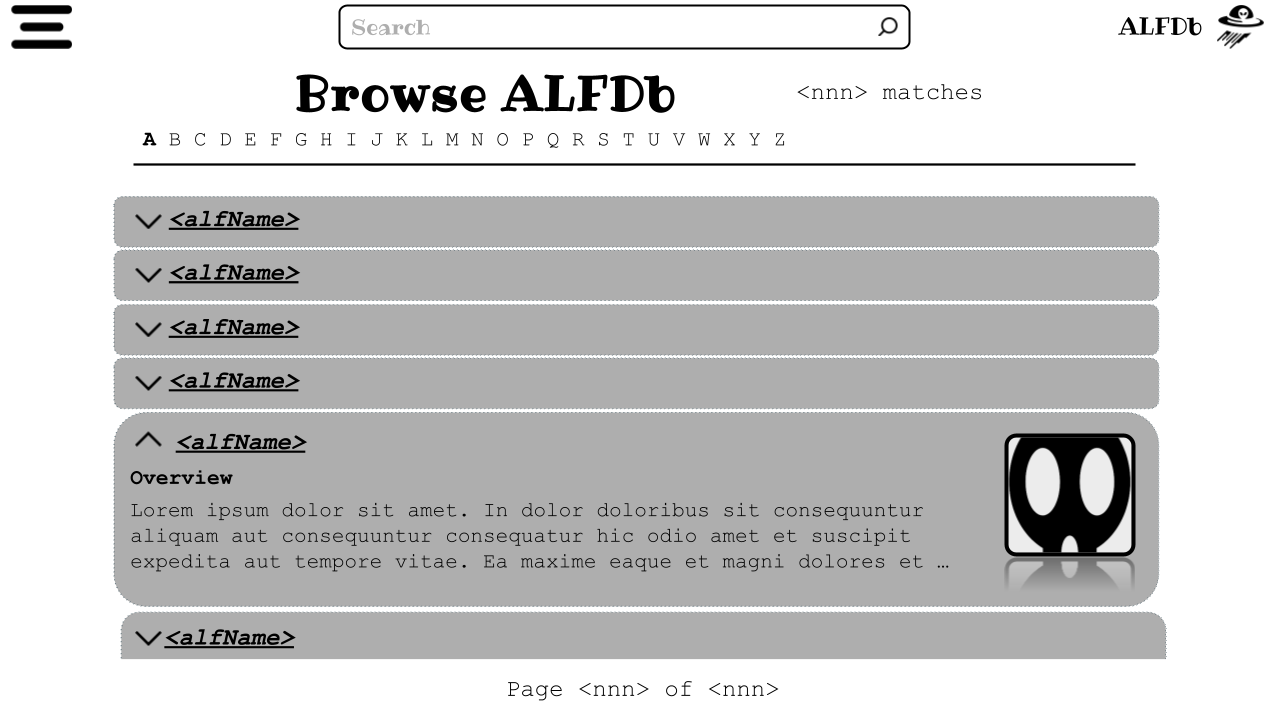 Search
ALFDb
Browse ALFDb
<nnn> matches
A B C D E F G H I J K L M N O P Q R S T U V W X Y Z
<alfName>
<alfName>
<alfName>
<alfName>
<alfName>
Overview
Lorem ipsum dolor sit amet. In dolor doloribus sit consequuntur
aliquam aut consequuntur consequatur hic odio amet et suscipit
expedita aut tempore vitae. Ea maxime eaque et magni dolores et …
<alfName>
Page <nnn> of <nnn>